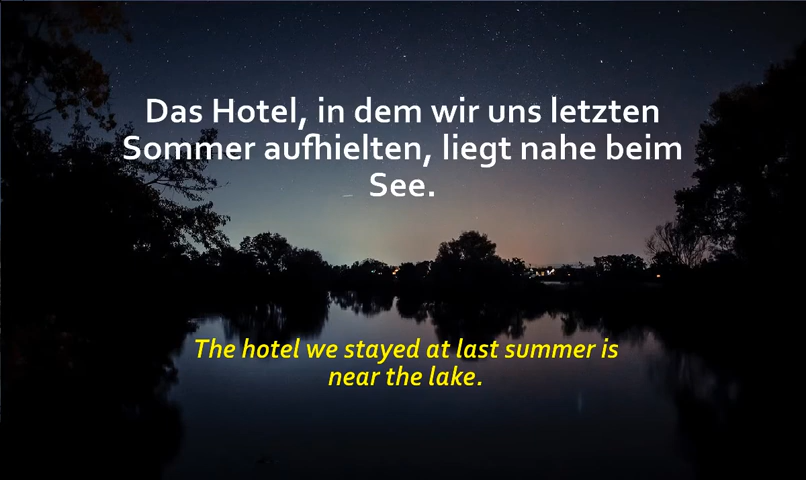 Das Hotel, in dem wir uns letzten
Sommer aufhielten, liegt nahe beim
See.
The hotel we stayed at last summer is
near the lake.